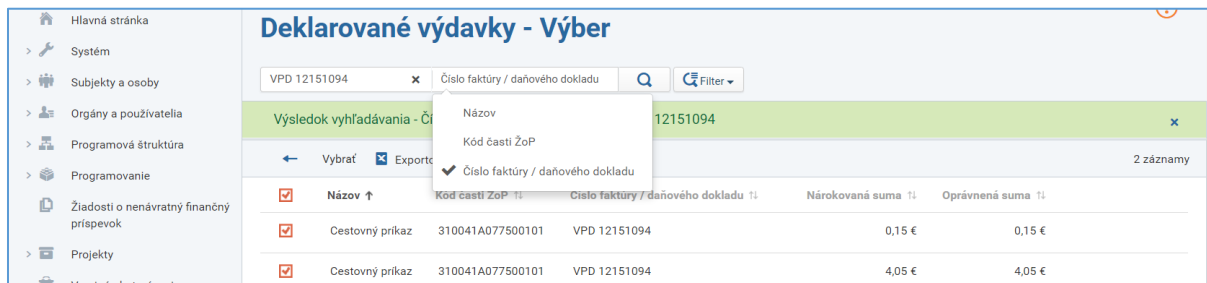 Hlavná stránka
Systém
Subjekty a osoby
Orgány a používatelia
Programová štruktúra
Programovanie
Žiadosti o nenávratný finančný
príspevok
Projekty
Deklarované výdavky - Výber
VPD 12151094 Číslo faktúry / daňového dokladu Filter
Názov
Kód časti ŽoP
Číslo faktúry / daňového dokladu
Výsledok vyhľadávania - Čí 12151094
Vybrať Exporto 2 záznamy
Názov Kód časti ŽoP Číslo faktúry / daňového dokladu Nárokovaná suma Oprávnená suma
Cestovný príkaz 310041A077500101 VPD 12151094 0,15 € 0,15 €
Cestovný príkaz 310041A077500101 VPD 12151094 4,05 € 4,05 €